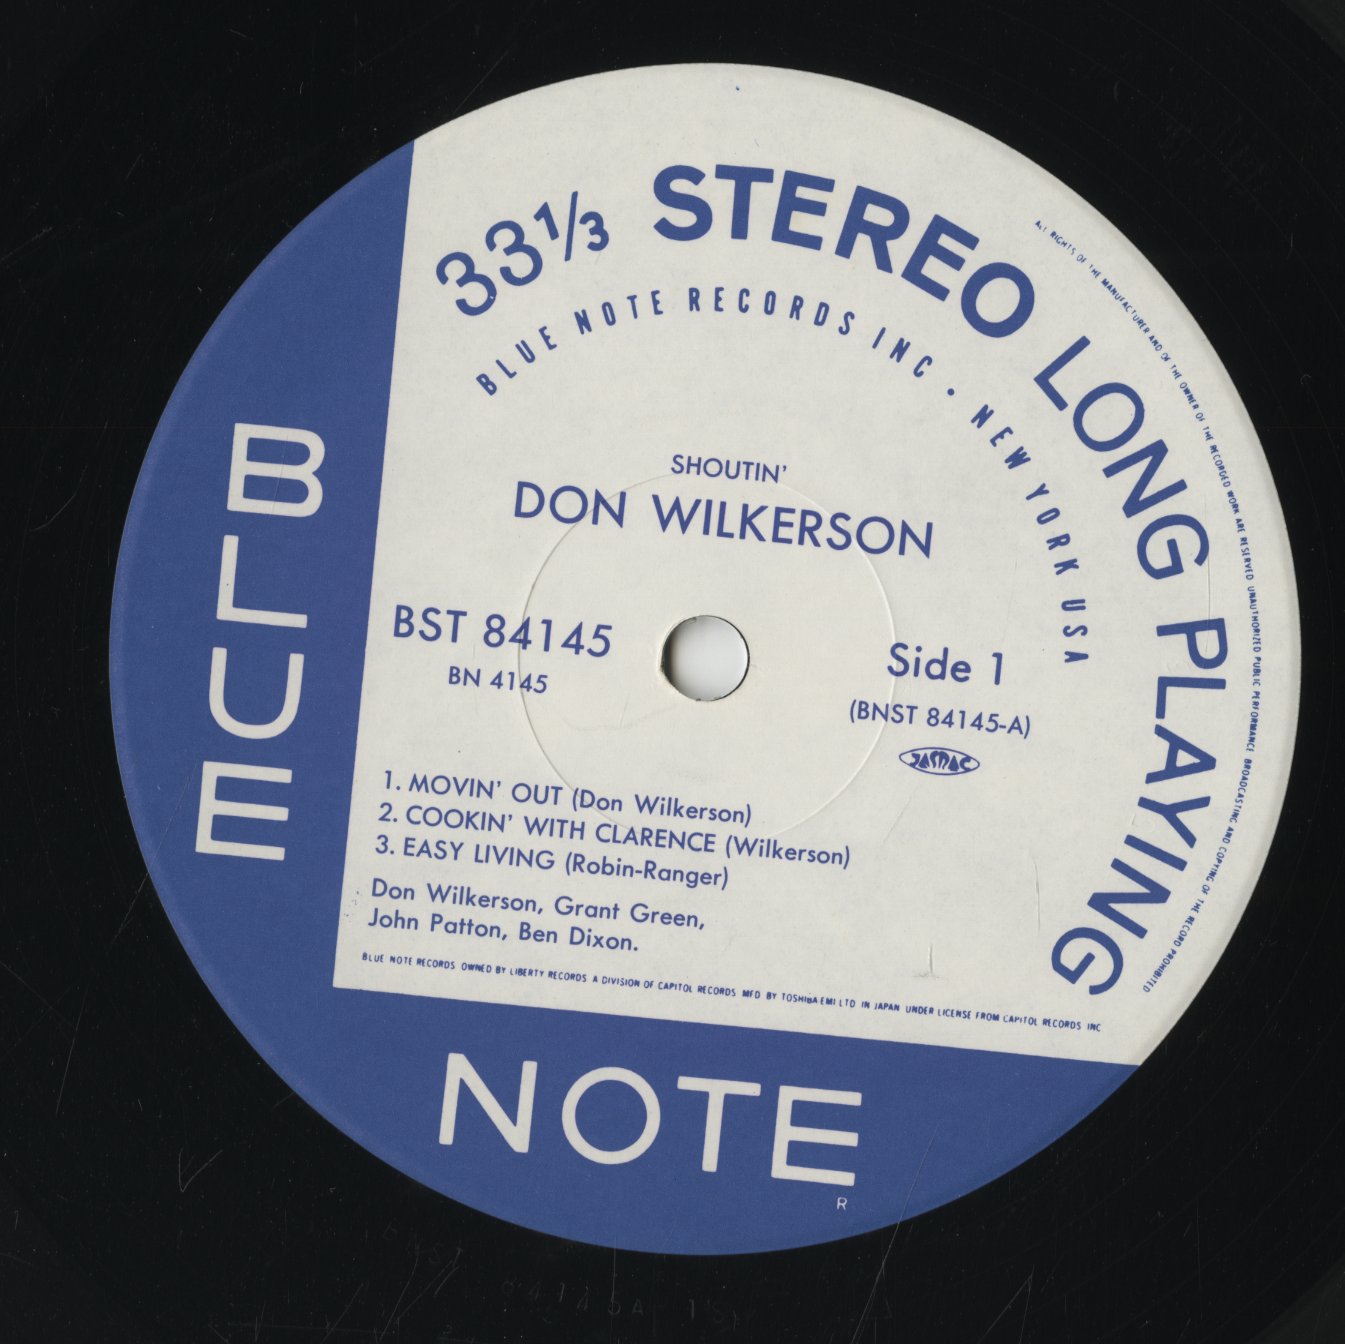 33⅓ STEREO LONG PLAYING
BLUE NOTE RECORDS INC · NEW YORK USA
ALL RIGHTS OF THE MANUFACTURER AND OF THE OWNER OF THE RECORDED WORK ARE RESERVED UNAUTHORIZED PUBLIC PERFORMANCE BROADCASTING AND COPYING OF THE RECORD PROHIBITED
SHOUTIN'
DON WILKERSON
BST 84145
BN 4145
Side 1
(BNST 84145-A)
JASRAC
1. MOVIN' OUT (Don Wilkerson)
2. COOKIN' WITH CLARENCE (Wilkerson)
3. EASY LIVING (Robin-Ranger)
Don Wilkerson, Grant Green,
John Patton, Ben Dixon.
BLUE NOTE RECORDS OWNED BY LIBERTY RECORDS A DIVISION OF CAPITOL RECORDS MFD BY TOSHIBA EMI LTD IN JAPAN UNDER LICENSE FROM CAPITOL RECORDS INC
BLUE
NOTE
R